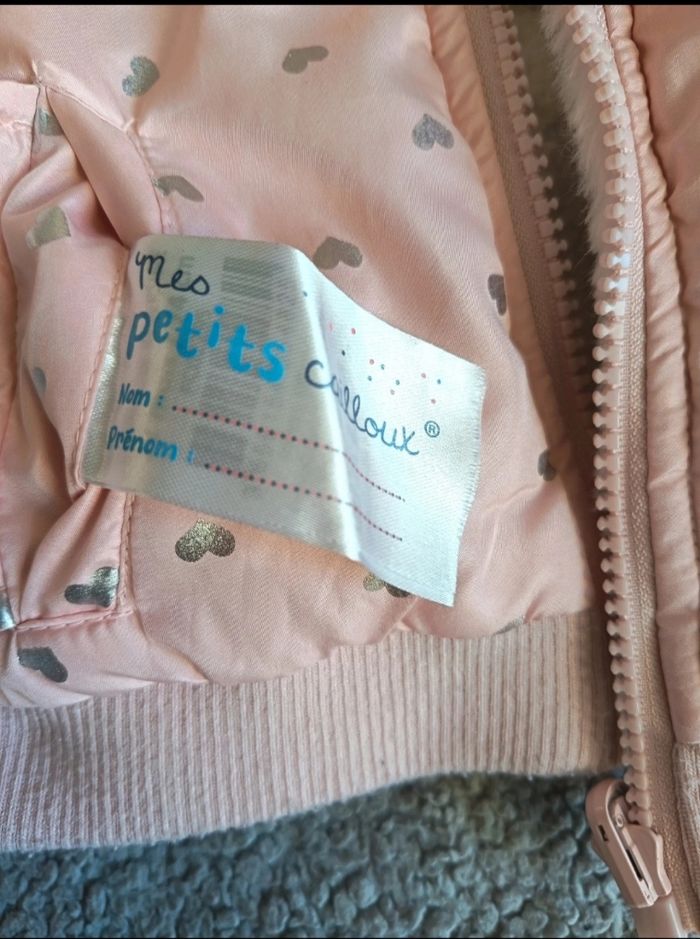 Mes
petits cailloux®
Nom : ....................
Prénom : ....................